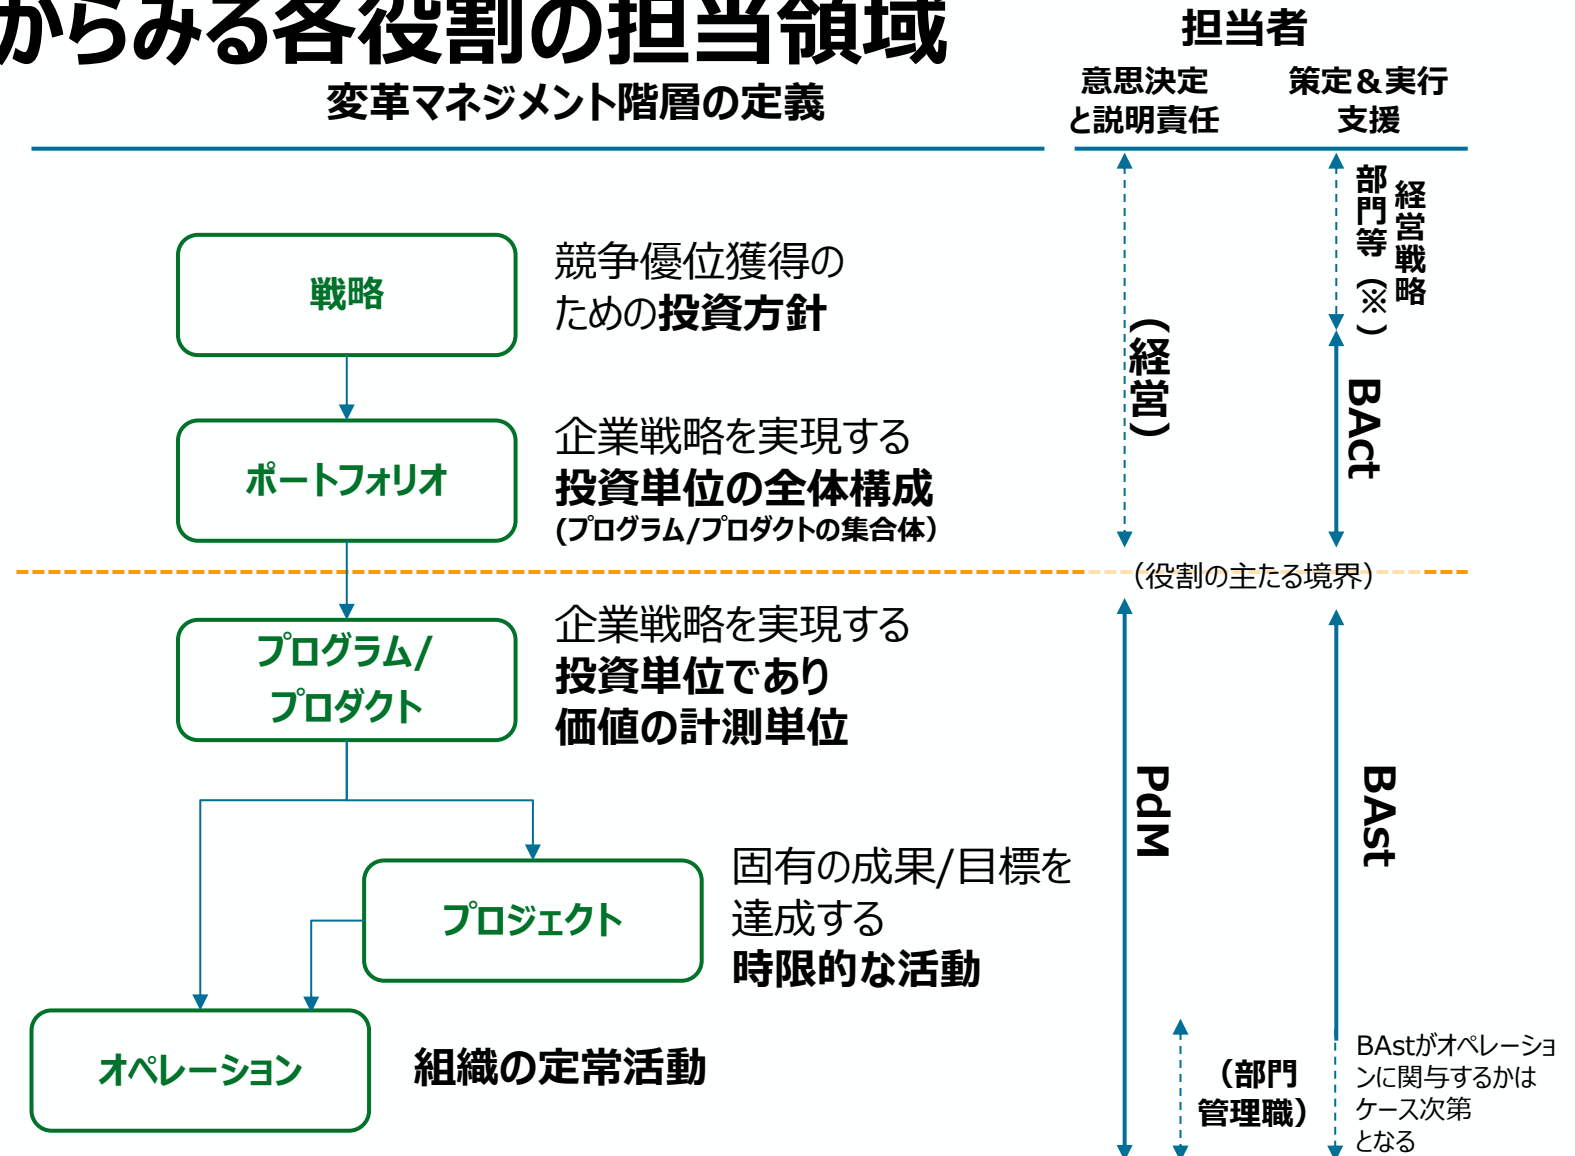 からみる各役割の担当領域
担当者
変革マネジメント階層の定義
意思決定
と説明責任
策定＆実行
支援
戦略
競争優位獲得の
ための投資方針
経営戦略
部門等（※）
（経営）
BAct
ポートフォリオ
企業戦略を実現する
投資単位の全体構成
(プログラム/プロダクトの集合体）
（役割の主たる境界）
プログラム/
プロダクト
企業戦略を実現する
投資単位であり
価値の計測単位
PdM
BAst
プロジェクト
固有の成果/目標を
達成する
時限的な活動
オペレーション
組織の定常活動
（部門
管理職）
BAstがオペレーショ
ンに関与するかは
ケース次第
となる